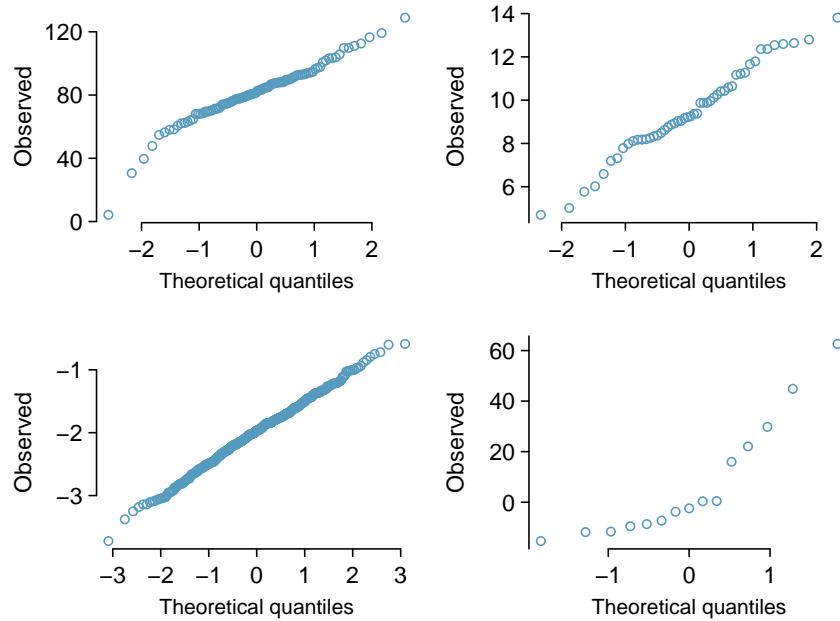 120
80
40
0
Observed
−2 −1 0 1 2
Theoretical quantiles
14
12
10
8
6
Observed
−2 −1 0 1 2
Theoretical quantiles
−1
−2
−3
Observed
−3 −2 −1 0 1 2 3
Theoretical quantiles
60
40
20
0
Observed
−1 0 1
Theoretical quantiles